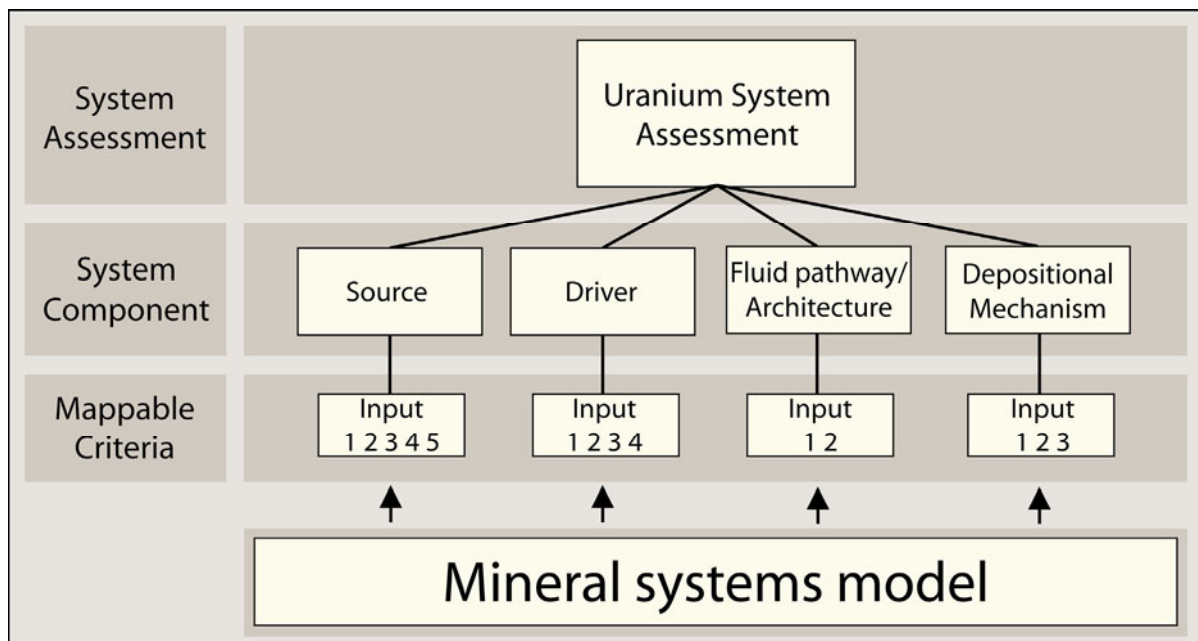 System
Assessment
Uranium System
Assessment
System
Component
Source
Driver
Fluid pathway/
Architecture
Depositional
Mechanism
Mappable
Criteria
Input
1 2 3 4 5
Input
1 2 3 4
Input
1 2
Input
1 2 3
Mineral systems model